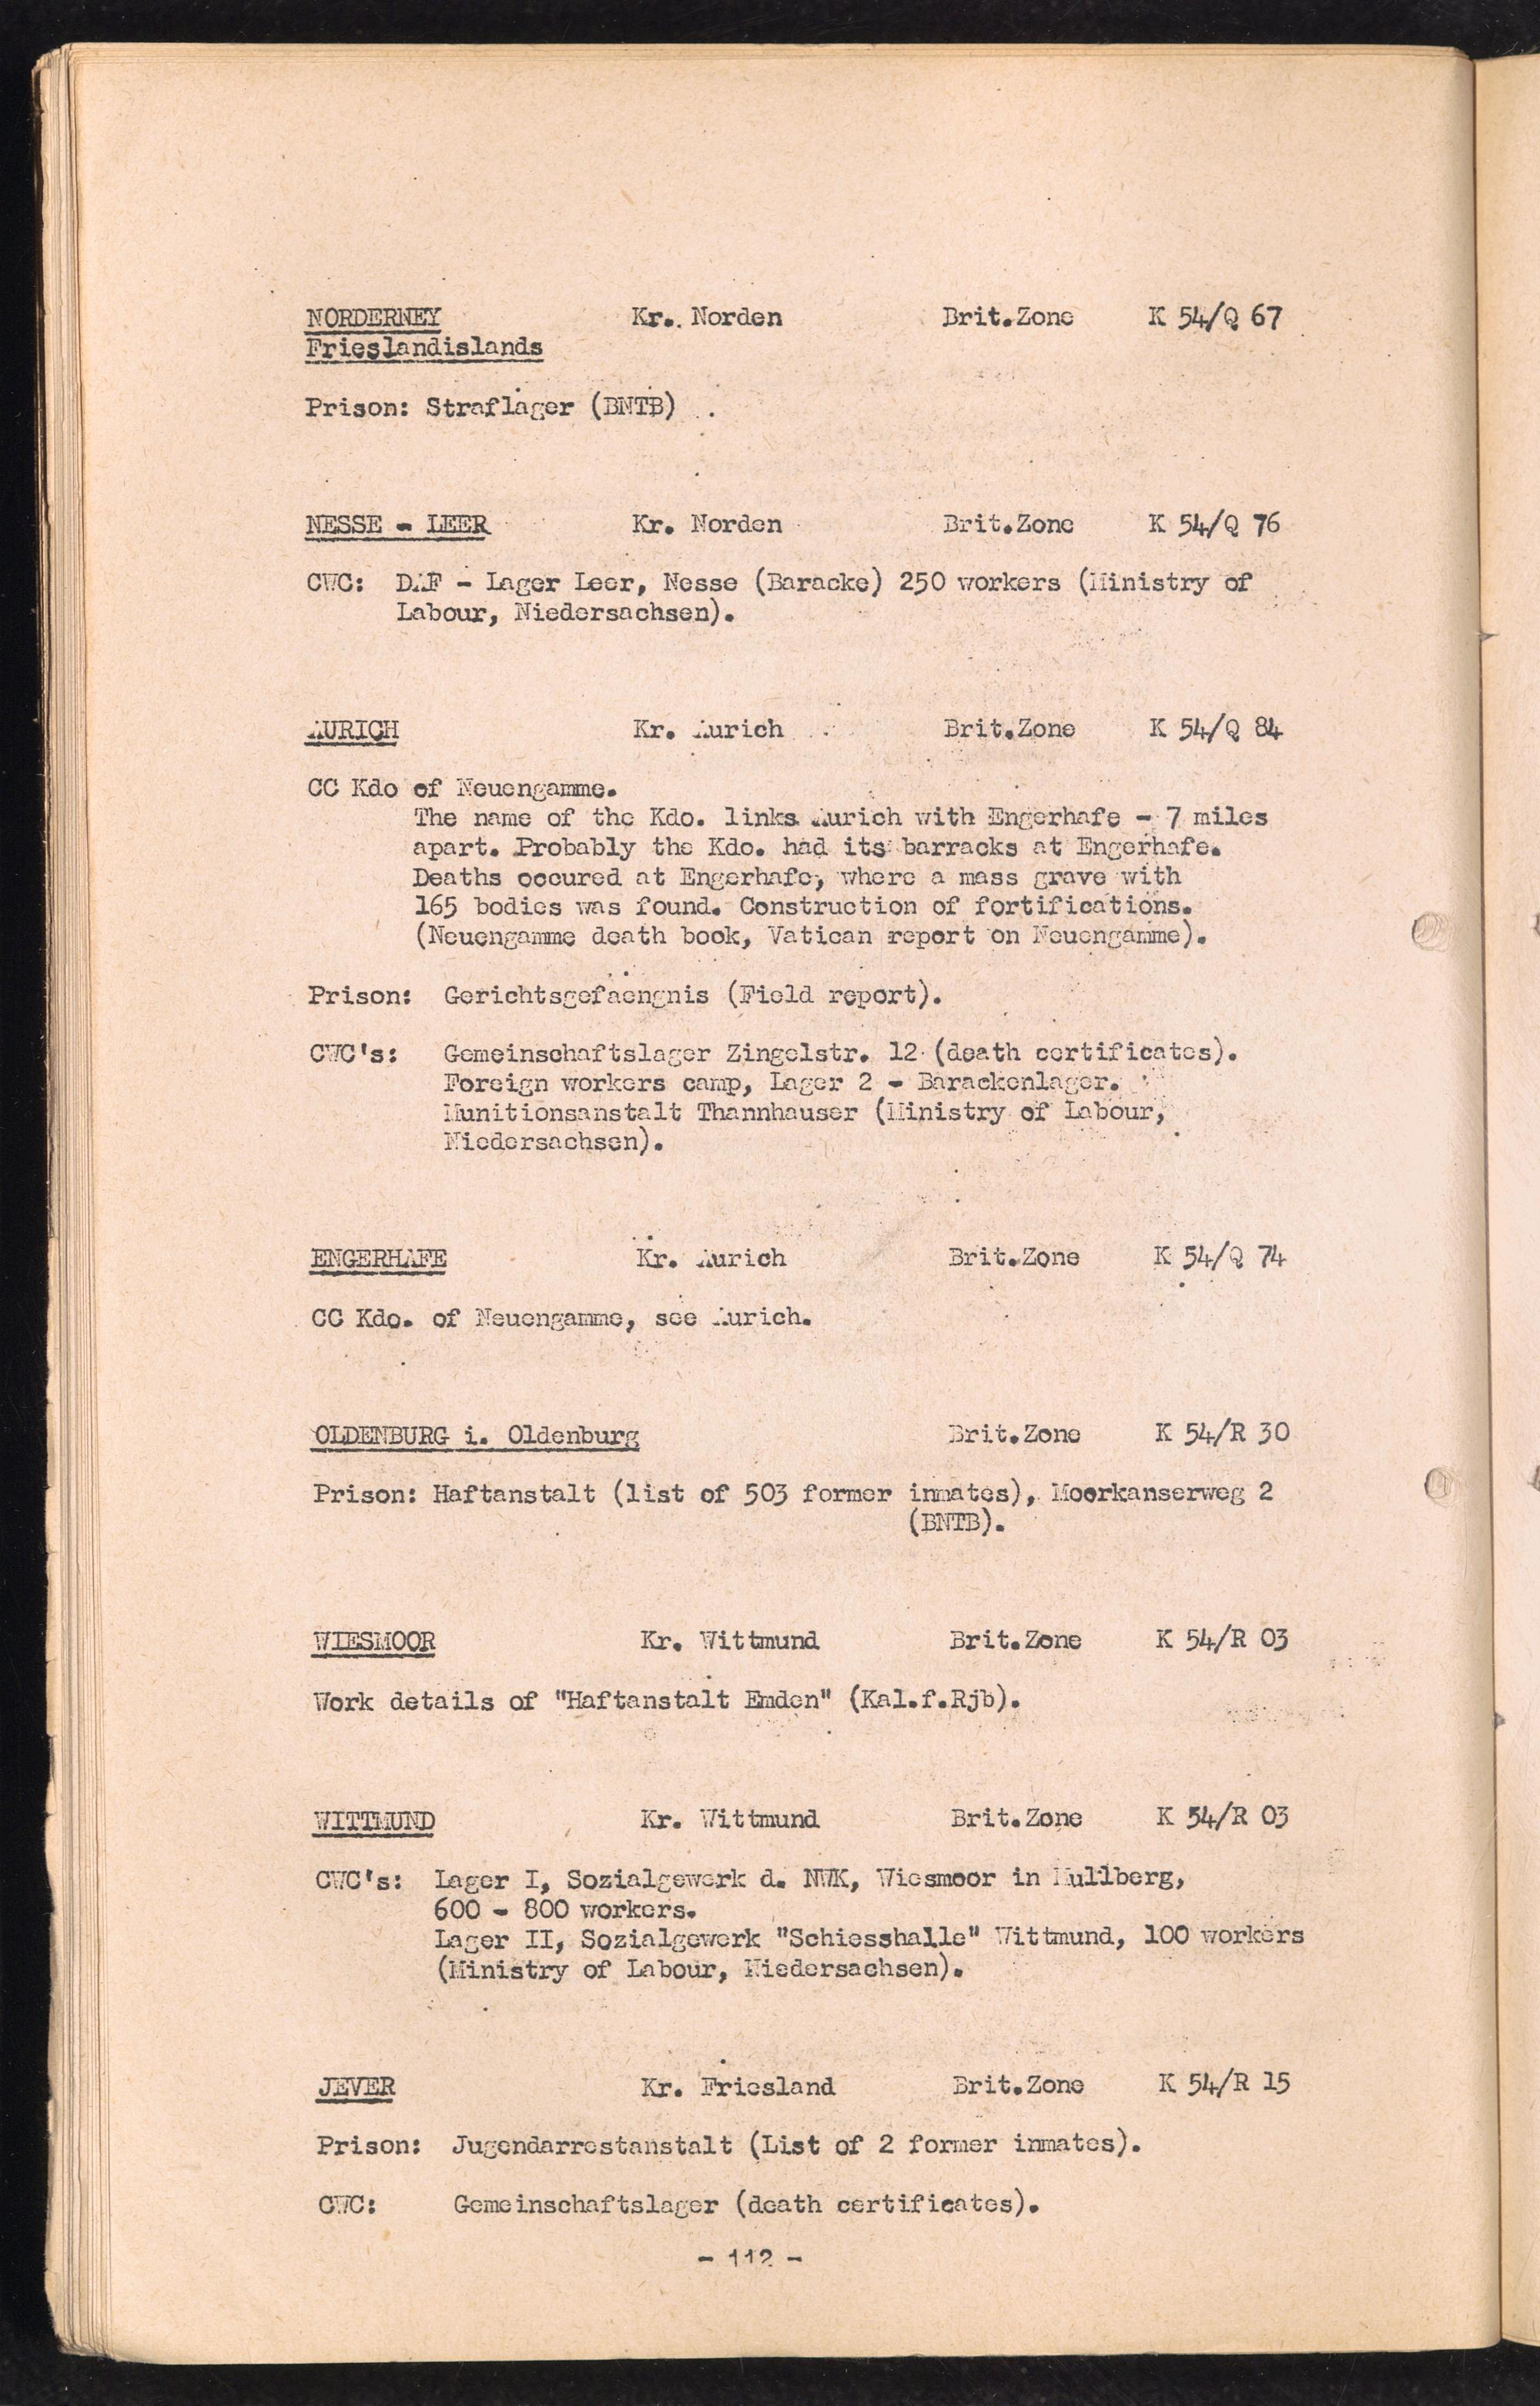 NORDERNEY Kr. Norden Brit.Zone K 54/Q 67
Frieslandislands
Prison: Straflager (BNTB) .
NESSE - LEER Kr. Norden Brit.Zone K 54/Q 76
CWC: DAF - Lager Leer, Nesse (Baracke) 250 workers (Ministry of
Labour, Niedersachsen).
AURICH Kr. Aurich Brit.Zone K 54/Q 84
CC Kdo of Neuengamme.
The name of the Kdo. links Aurich with Engerhafe - 7 miles
apart. Probably the Kdo. had its barracks at Engerhafe.
Deaths occured at Engerhafe, where a mass grave with
165 bodies was found. Construction of fortifications.
(Neuengamme death book, Vatican report on Neuengamme).
Prison: Gerichtsgefaengnis (Field report).
CWC's: Gemeinschaftslager Zingelstr. 12 (death certificates).
Foreign workers camp, Lager 2 - Barackenlager.
Munitionsanstalt Thannhauser (Ministry of Labour,
Niedersachsen).
ENGERHAFE Kr. Aurich Brit.Zone K 54/Q 74
CC Kdo. of Neuengamme, see Aurich.
OLDENBURG i. Oldenburg Brit.Zone K 54/R 30
Prison: Haftanstalt (list of 503 former inmates), Moorkanserweg 2
(BNTB).
WIESMOOR Kr. Wittmund Brit.Zone K 54/R 03
Work details of "Haftanstalt Emden" (Kal.f.Rjb).
WITTMUND Kr. Wittmund Brit.Zone K 54/R 03
CWC's: Lager I, Sozialgewerk d. NWK, Wiesmoor in Mullberg,
600 - 800 workers.
Lager II, Sozialgewerk "Schiesshalle" Wittmund, 100 workers
(Ministry of Labour, Niedersachsen).
JEVER Kr. Friesland Brit.Zone K 54/R 15
Prison: Jugendarrestanstalt (List of 2 former inmates).
CWC: Gemeinschaftslager (death certificates).
- 112 -